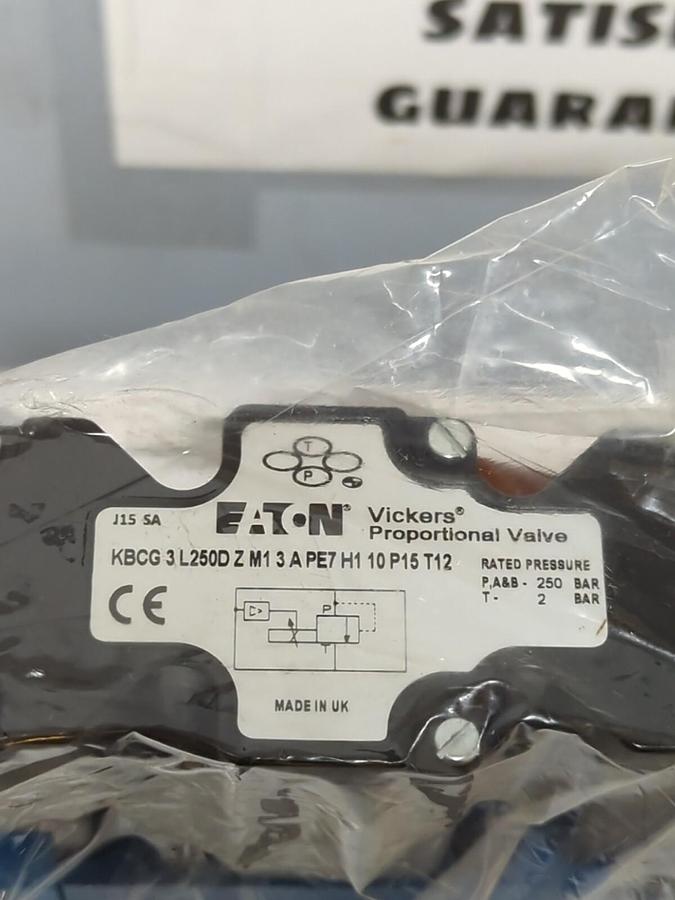 SATIS
GUARA
T
P
J15 SA
EATON® Vickers®
Proportional Valve
KBCG 3 L250D Z M1 3 A PE7 H1 10 P15 T12
RATED PRESSURE
P,A&B - 250 BAR
T - 2 BAR
CE
P
T
MADE IN UK